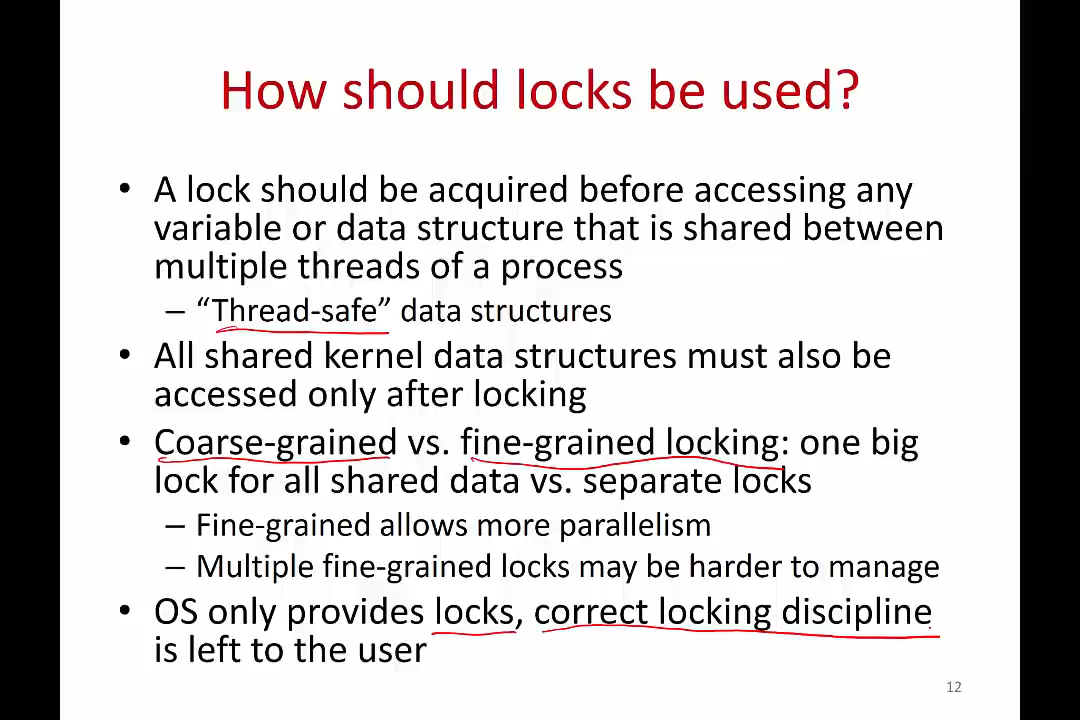 How should locks be used?
• A lock should be acquired before accessing any
variable or data structure that is shared between
multiple threads of a process
– “Thread-safe” data structures
• All shared kernel data structures must also be
accessed only after locking
• Coarse-grained vs. fine-grained locking: one big
lock for all shared data vs. separate locks
– Fine-grained allows more parallelism
– Multiple fine-grained locks may be harder to manage
• OS only provides locks, correct locking discipline
is left to the user
12